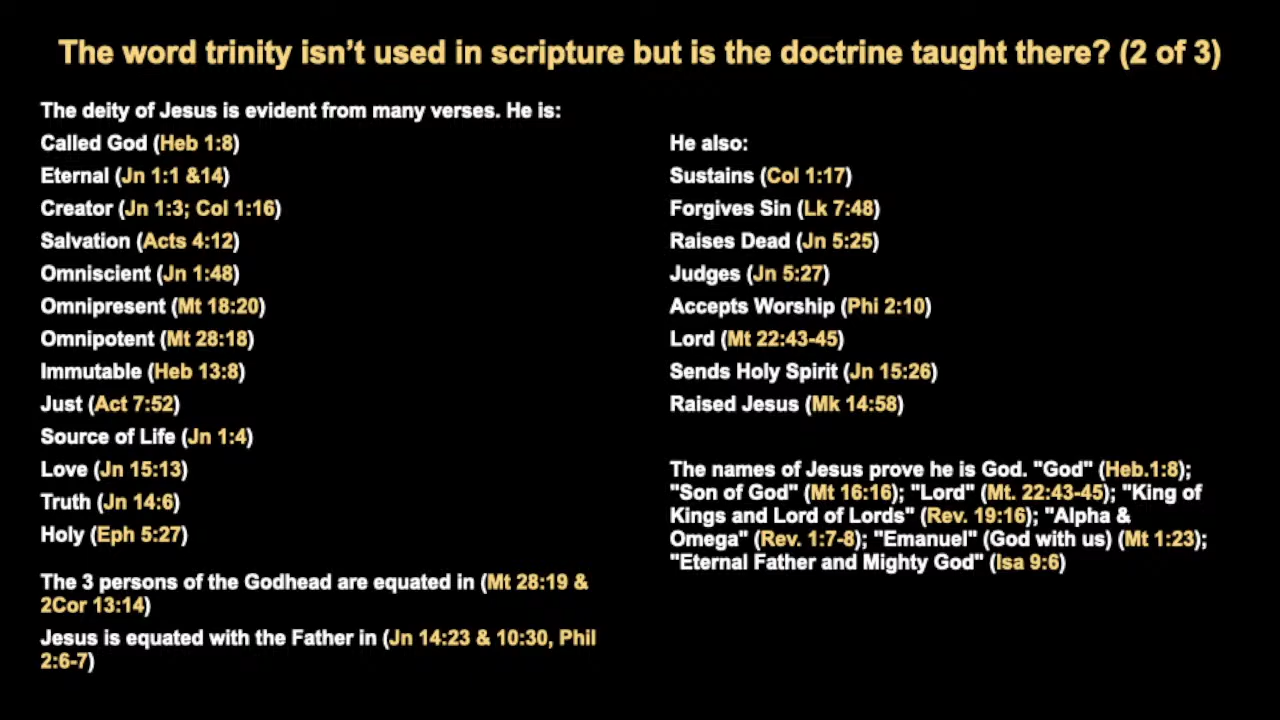 The word trinity isn't used in scripture but is the doctrine taught there? (2 of 3)
The deity of Jesus is evident from many verses. He is:
Called God (Heb 1:8)
Eternal (Jn 1:1 &14)
Creator (Jn 1:3; Col 1:16)
Salvation (Acts 4:12)
Omniscient (Jn 1:48)
Omnipresent (Mt 18:20)
Omnipotent (Mt 28:18)
Immutable (Heb 13:8)
Just (Act 7:52)
Source of Life (Jn 1:4)
Love (Jn 15:13)
Truth (Jn 14:6)
Holy (Eph 5:27)
The 3 persons of the Godhead are equated in (Mt 28:19 &
2Cor 13:14)
Jesus is equated with the Father in (Jn 14:23 & 10:30, Phil
2:6-7)
He also:
Sustains (Col 1:17)
Forgives Sin (Lk 7:48)
Raises Dead (Jn 5:25)
Judges (Jn 5:27)
Accepts Worship (Phi 2:10)
Lord (Mt 22:43-45)
Sends Holy Spirit (Jn 15:26)
Raised Jesus (Mk 14:58)
The names of Jesus prove he is God. "God" (Heb.1:8);
"Son of God" (Mt 16:16); "Lord" (Mt. 22:43-45); "King of
Kings and Lord of Lords" (Rev. 19:16); "Alpha &
Omega" (Rev. 1:7-8); "Emanuel" (God with us) (Mt 1:23);
"Eternal Father and Mighty God" (Isa 9:6)